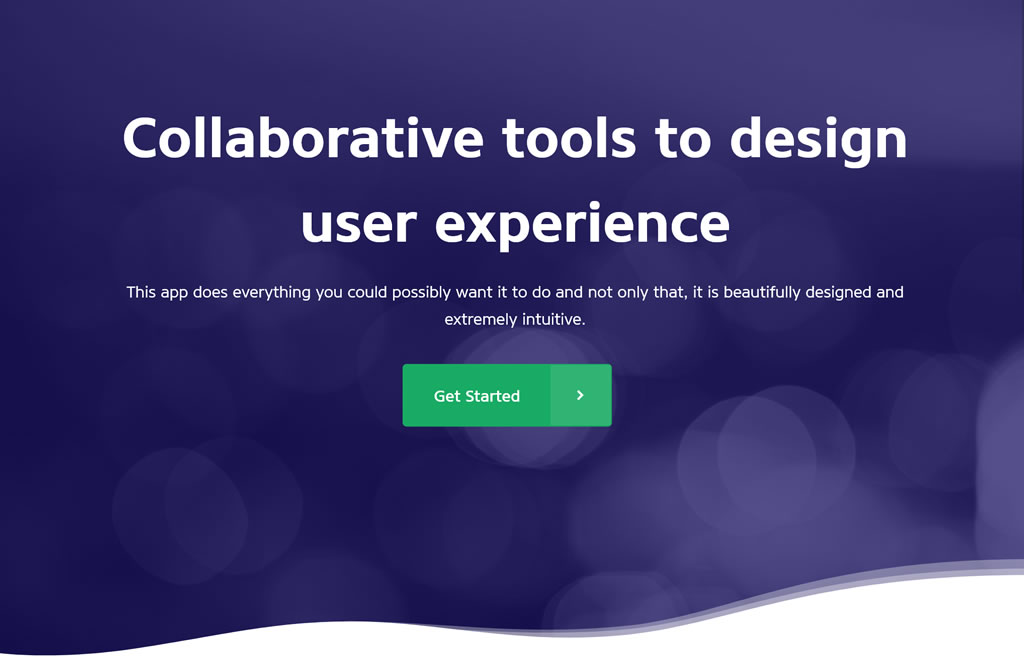 Collaborative tools to design
user experience
This app does everything you could possibly want it to do and not only that, it is beautifully designed and
extremely intuitive.
Get Started